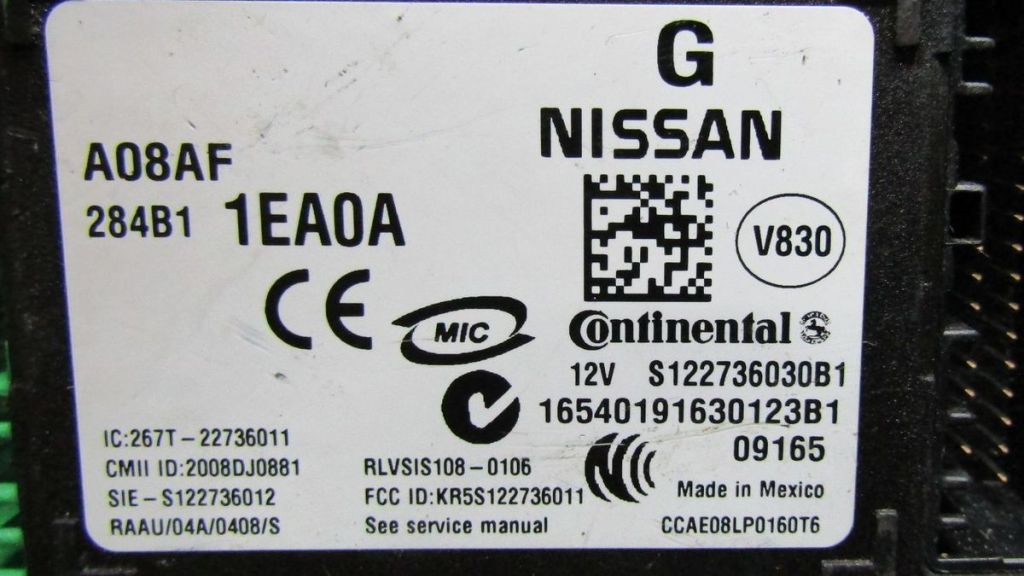 G
NISSAN
A08AF
284B1 1EA0A
V830
CE
MIC
Continental
12V S122736030B1
16540191630123B1
09165
IC:267T-22736011
CMII ID:2008DJ0881
SIE-S122736012
RAAU/04A/0408/S
RLVSIS108-0106
FCC ID:KR5S122736011
See service manual
Made in Mexico
CCAE08LP0160T6